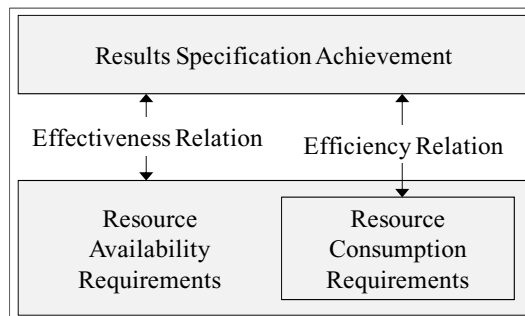 Results Specification Achievement
Effectiveness Relation
Efficiency Relation
Resource
Availability
Requirements
Resource
Consumption
Requirements